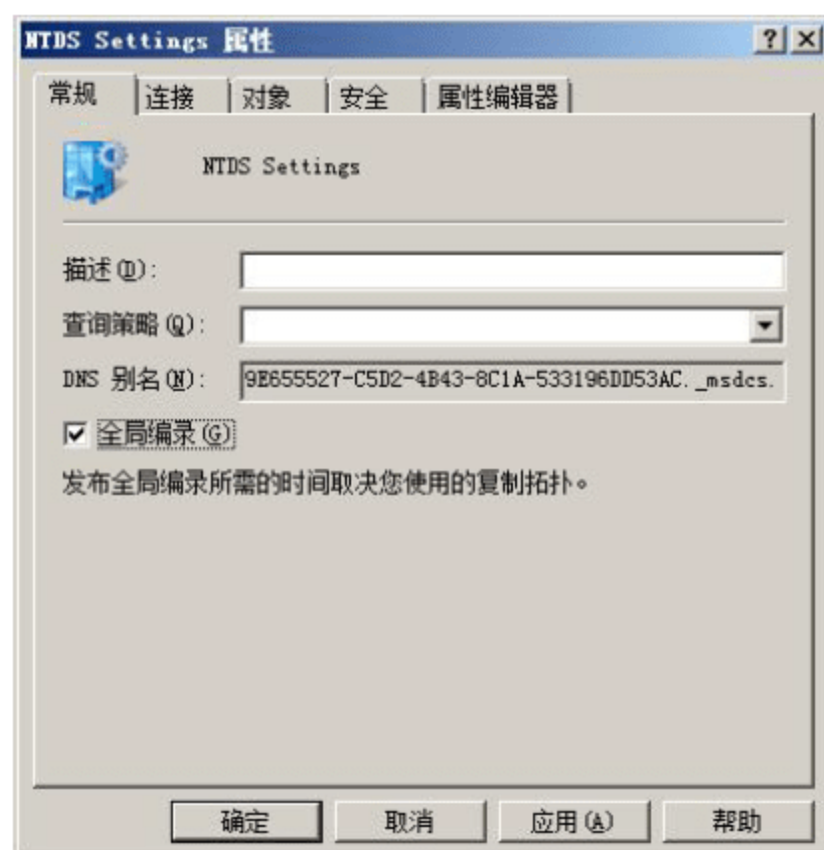 NTDS Settings 属性
常规 连接 对象 安全 属性编辑器
NTDS Settings
描述(D):
查询策略(Q):
DNS 别名(N): 9E655527-C5D2-4B43-8C1A-533196DD53AC._msdcs.
全局编录(G)
发布全局编录所需的时间取决您使用的复制拓扑。
确定 取消 应用(A) 帮助